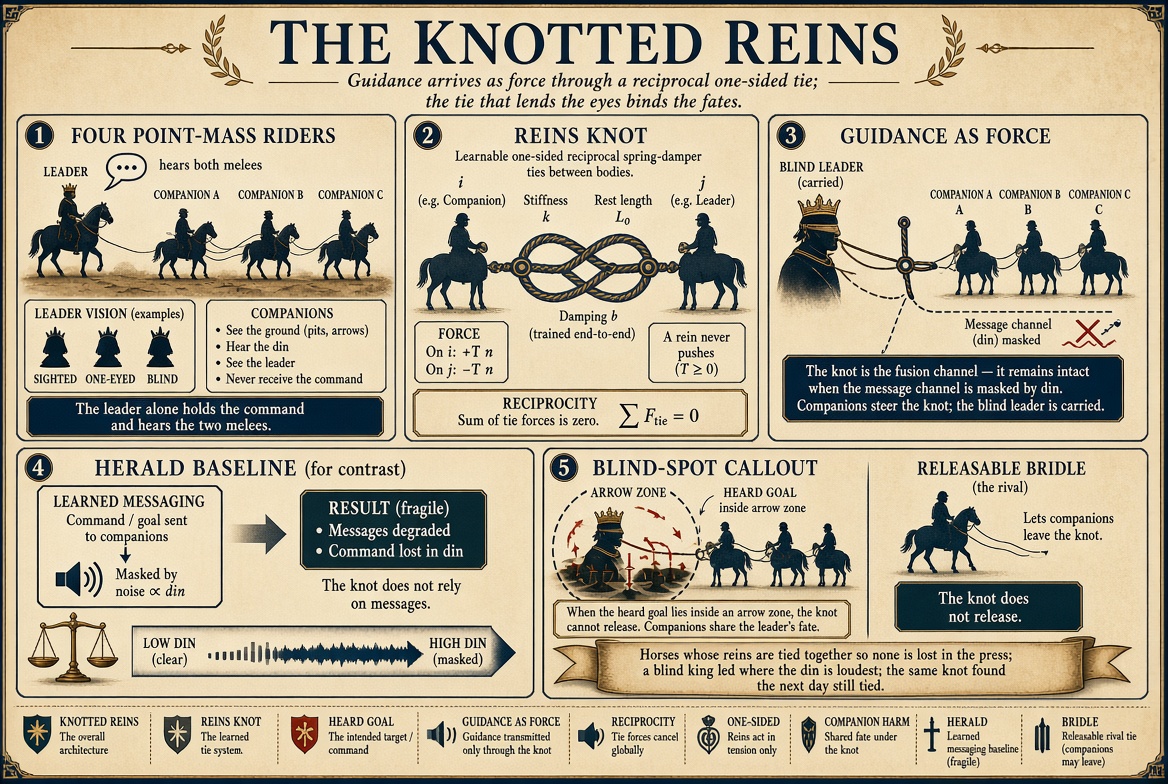 THE KNOTTED REINS
Guidance arrives as force through a reciprocal one-sided tie;
the tie that lends the eyes binds the fates.
1 FOUR POINT-MASS RIDERS
LEADER
hears both melees
COMPANION A
COMPANION B
COMPANION C
LEADER VISION (examples)
SIGHTED
ONE-EYED
BLIND
COMPANIONS
• See the ground (pits, arrows)
• Hear the din
• See the leader
• Never receive the command
The leader alone holds the command
and hears the two melees.
2 REINS KNOT
Learnable one-sided reciprocal spring-damper
ties between bodies.
i
(e.g. Companion)
Stiffness
k
Rest length
L₀
j
(e.g. Leader)
Damping b
(trained end-to-end)
FORCE
On i: +T n
On j: −T n
A rein never
pushes
(T ≥ 0)
RECIPROCITY
Sum of tie forces is zero.
∑ F_tie = 0
3 GUIDANCE AS FORCE
BLIND LEADER
(carried)
COMPANION A
A
COMPANION B
B
COMPANION C
C
Message channel
(din) masked
The knot is the fusion channel — it remains intact
when the message channel is masked by din.
Companions steer the knot; the blind leader is carried.
4 HERALD BASELINE (for contrast)
LEARNED MESSAGING
Command / goal sent
to companions
Masked by
noise ∝ din
RESULT (fragile)
• Messages degraded
• Command lost in din
The knot does not rely
on messages.
LOW DIN
(clear)
HIGH DIN
(masked)
5 BLIND-SPOT CALLOUT
ARROW ZONE
HEARD GOAL
inside arrow zone
When the heard goal lies inside an arrow zone, the knot
cannot release. Companions share the leader's fate.
RELEASABLE BRIDLE
(the rival)
Lets companions
leave the knot.
The knot does
not release.
Horses whose reins are tied together so none is lost in the press;
a blind king led where the din is loudest; the same knot found
the next day still tied.
KNOTTED REINS
The overall
architecture
REINS KNOT
The learned
tie system.
HEARD GOAL
The intended target /
command
GUIDANCE AS FORCE
Guidance transmitted
only through the knot
RECIPROCITY
Tie forces cancel
globally
ONE-SIDED
Reins act in
tension only
COMPANION HARM
Shared fate under
the knot
HERALD
Learned
messaging baseline
(fragile)
BRIDLE
Releasable rival tie
(companions
may leave)